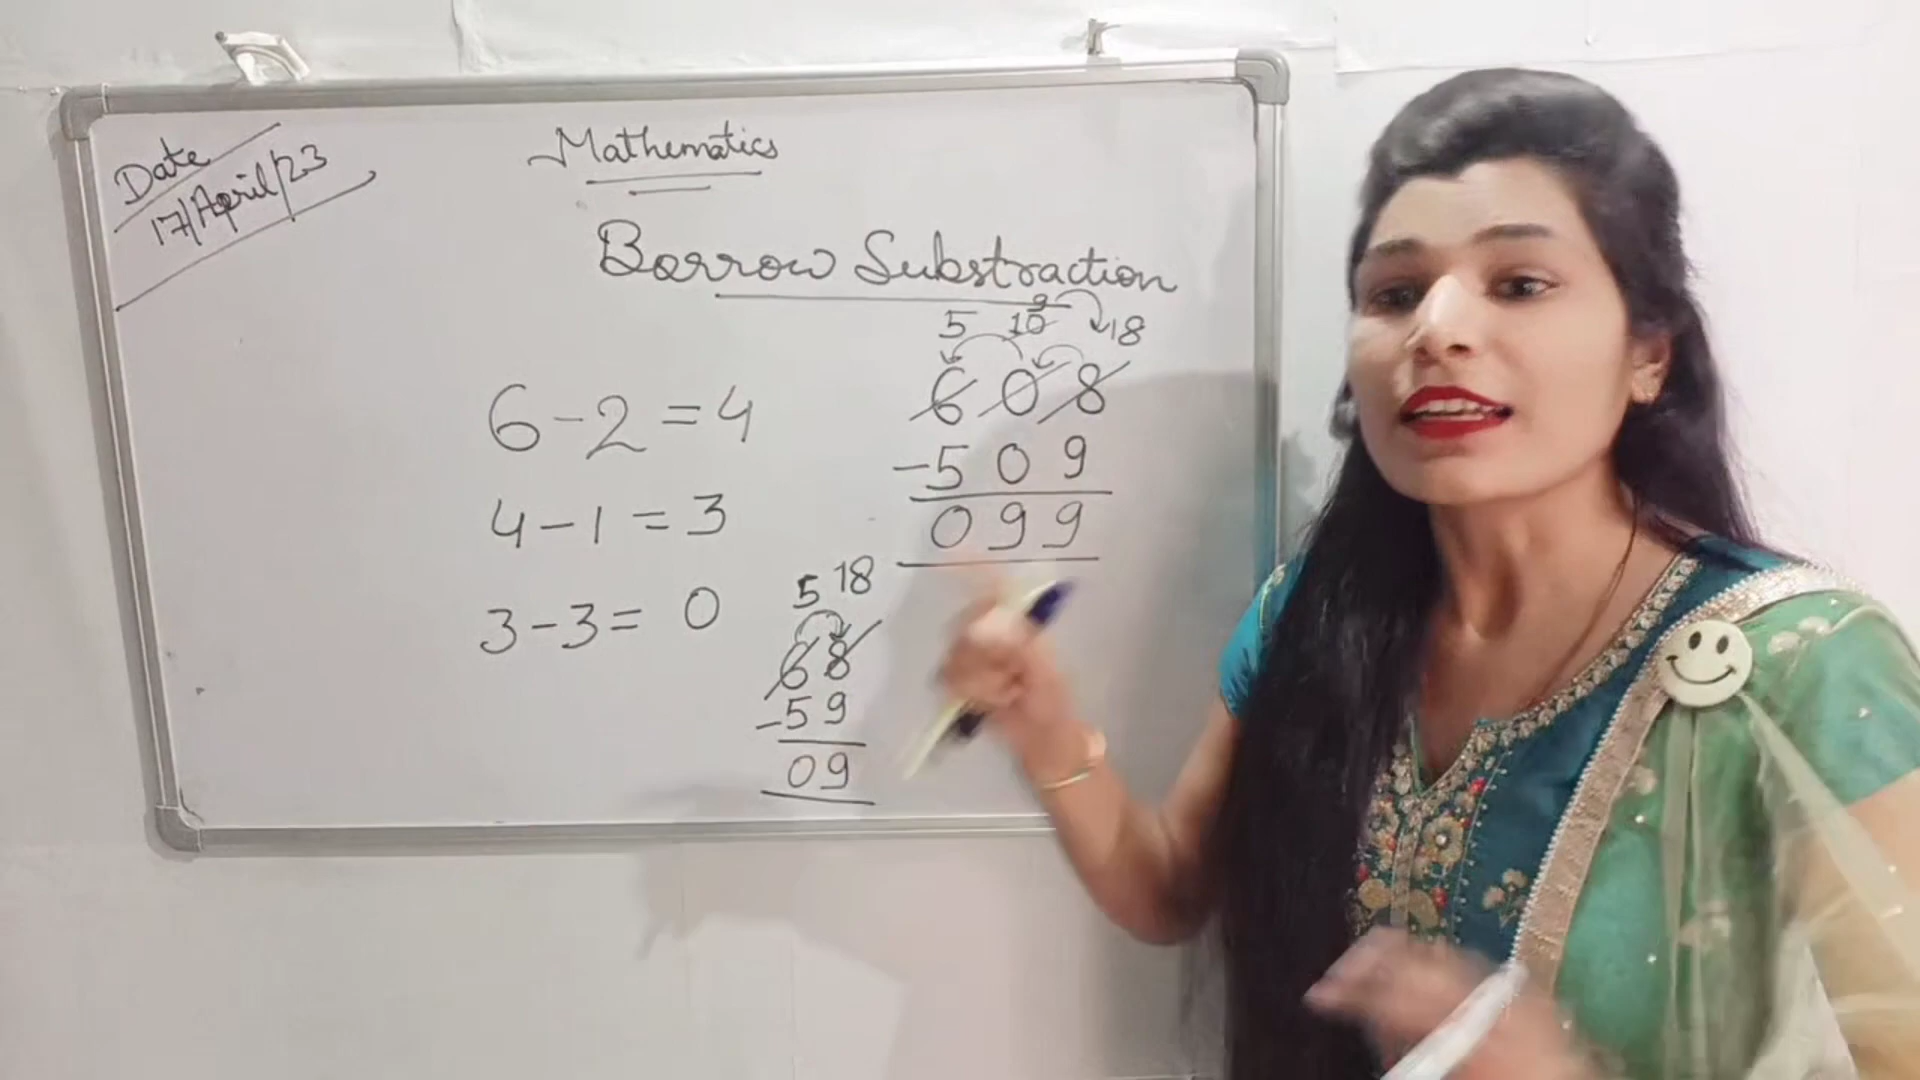 Date
17/April/23
Mathematics
Borrow Substraction
6-2=4
4-1=3
3-3=0
9
5 10 18
6 0 8
-5 0 9
0 9 9
5 18
6 8
-5 9
0 9